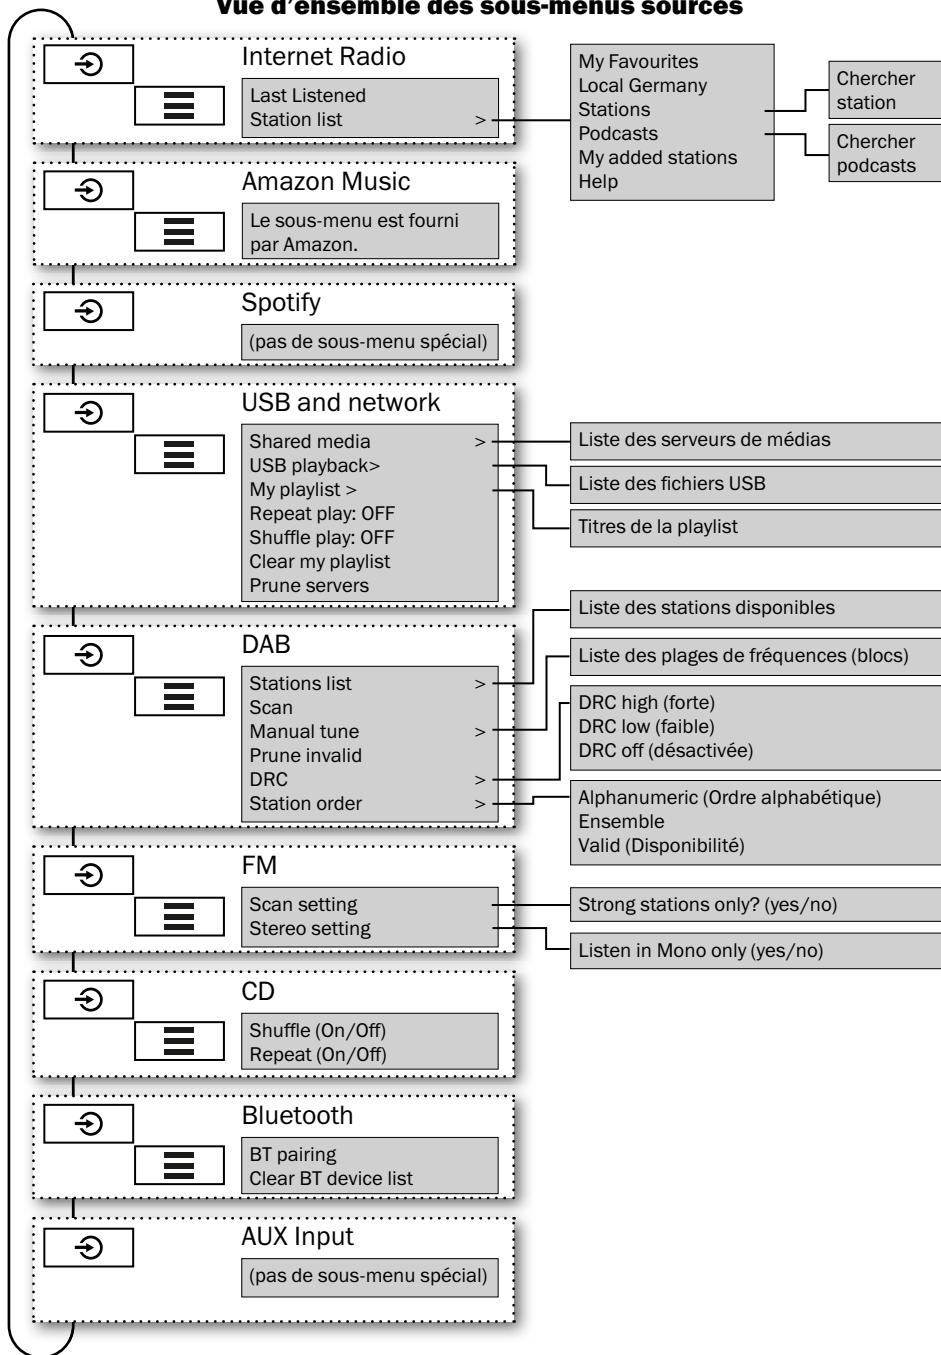 Vue d'ensemble des sous-menus sources
Internet Radio
Last Listened
Station list >
My Favourites
Local Germany
Stations
Podcasts
My added stations
Help
Chercher
station
Chercher
podcasts
Amazon Music
Le sous-menu est fourni
par Amazon.
Spotify
(pas de sous-menu spécial)
USB and network
Shared media >
USB playback>
My playlist >
Repeat play: OFF
Shuffle play: OFF
Clear my playlist
Prune servers
Liste des serveurs de médias
Liste des fichiers USB
Titres de la playlist
DAB
Stations list >
Scan
Manual tune >
Prune invalid
DRC >
Station order >
Liste des stations disponibles
Liste des plages de fréquences (blocs)
DRC high (forte)
DRC low (faible)
DRC off (désactivée)
Alphanumeric (Ordre alphabétique)
Ensemble
Valid (Disponibilité)
FM
Scan setting
Stereo setting
Strong stations only? (yes/no)
Listen in Mono only (yes/no)
CD
Shuffle (On/Off)
Repeat (On/Off)
Bluetooth
BT pairing
Clear BT device list
AUX Input
(pas de sous-menu spécial)